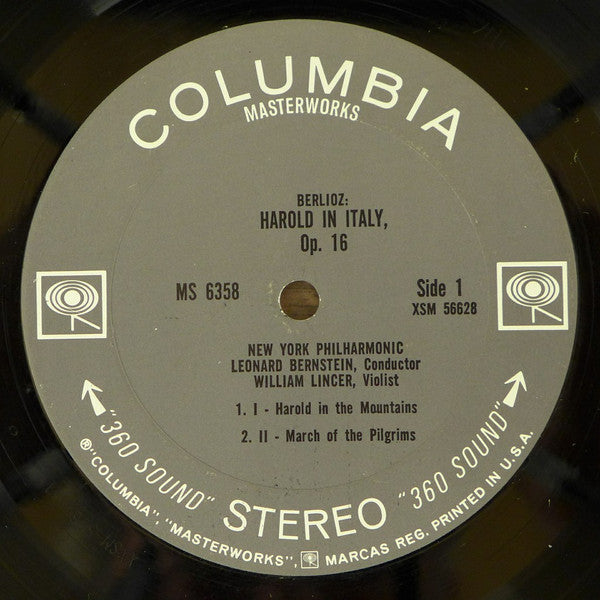 COLUMBIA
MASTERWORKS
BERLIOZ:
HAROLD IN ITALY,
Op. 16
MS 6358
Side 1
XSM 56628
NEW YORK PHILHARMONIC
LEONARD BERNSTEIN, Conductor
WILLIAM LINCER, Violist
1. I - Harold in the Mountains
2. II - March of the Pilgrims
"360 SOUND" STEREO "360 SOUND"
®"COLUMBIA", "MASTERWORKS", MARCAS REG. PRINTED IN U.S.A.